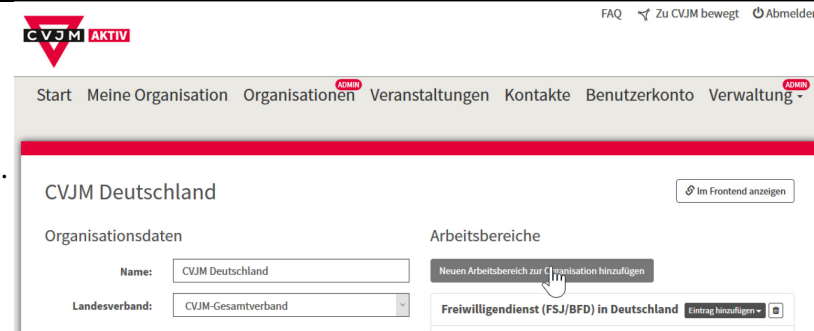 FAQ Zu CVJM bewegt Abmelden
CVJM AKTIV
ADMIN ADMIN
Start Meine Organisation Organisationen Veranstaltungen Kontakte Benutzerkonto Verwaltung
CVJM Deutschland Im Frontend anzeigen
Organisationsdaten Arbeitsbereiche
Name: CVJM Deutschland Neuen Arbeitsbereich zur Organisation hinzufügen
Landesverband: CVJM-Gesamtverband Freiwilligendienst (FSJ/BFD) in Deutschland Eintrag hinzufügen